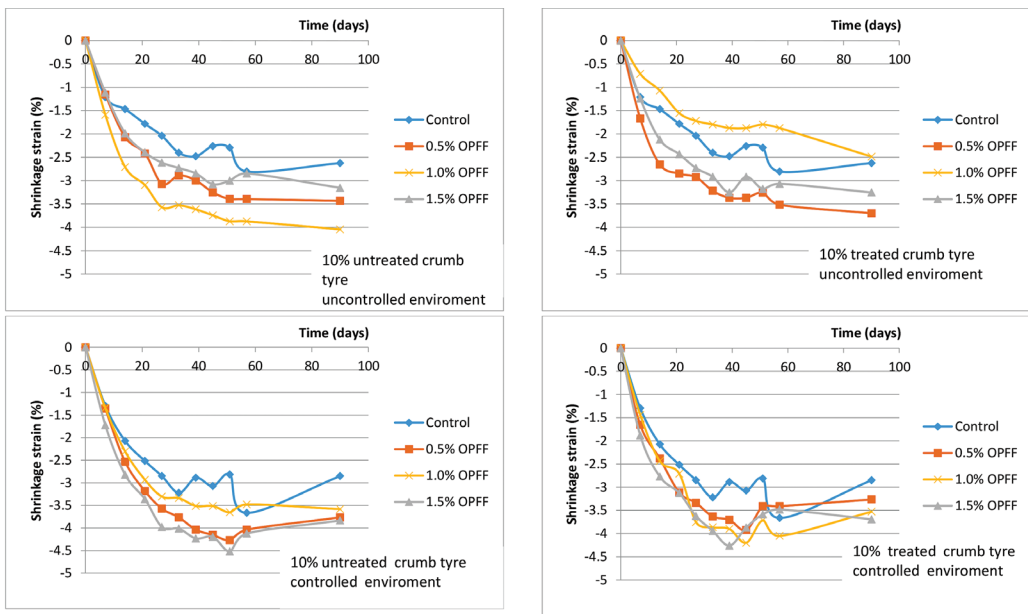 Time (days)
0
0 20 40 60 80 100
-0.5
-1
-1.5
-2
-2.5
-3
-3.5
-4
-4.5
-5
Shrinkage strain (%)
Control
0.5% OPFF
1.0% OPFF
1.5% OPFF
10% untreated crumb
tyre
uncontrolled enviroment
Time (days)
0
0 20 40 60 80 100
-0.5
-1
-1.5
-2
-2.5
-3
-3.5
-4
-4.5
-5
Shrinkage strain (%)
Control
0.5% OPFF
1.0% OPFF
1.5% OPFF
10% treated crumb tyre
uncontrolled enviroment
Time (days)
0
0 20 40 60 80 100
-0.5
-1
-1.5
-2
-2.5
-3
-3.5
-4
-4.5
-5
Shrinkage strain (%)
Control
0.5% OPFF
1.0% OPFF
1.5% OPFF
10% untreated crumb tyre
controlled enviroment
Time (days)
0
0 20 40 60 80 100
-0.5
-1
-1.5
-2
-2.5
-3
-3.5
-4
-4.5
-5
Shrinkage strain (%)
Control
0.5% OPFF
1.0% OPFF
1.5% OPFF
10% treated crumb tyre
controlled enviroment